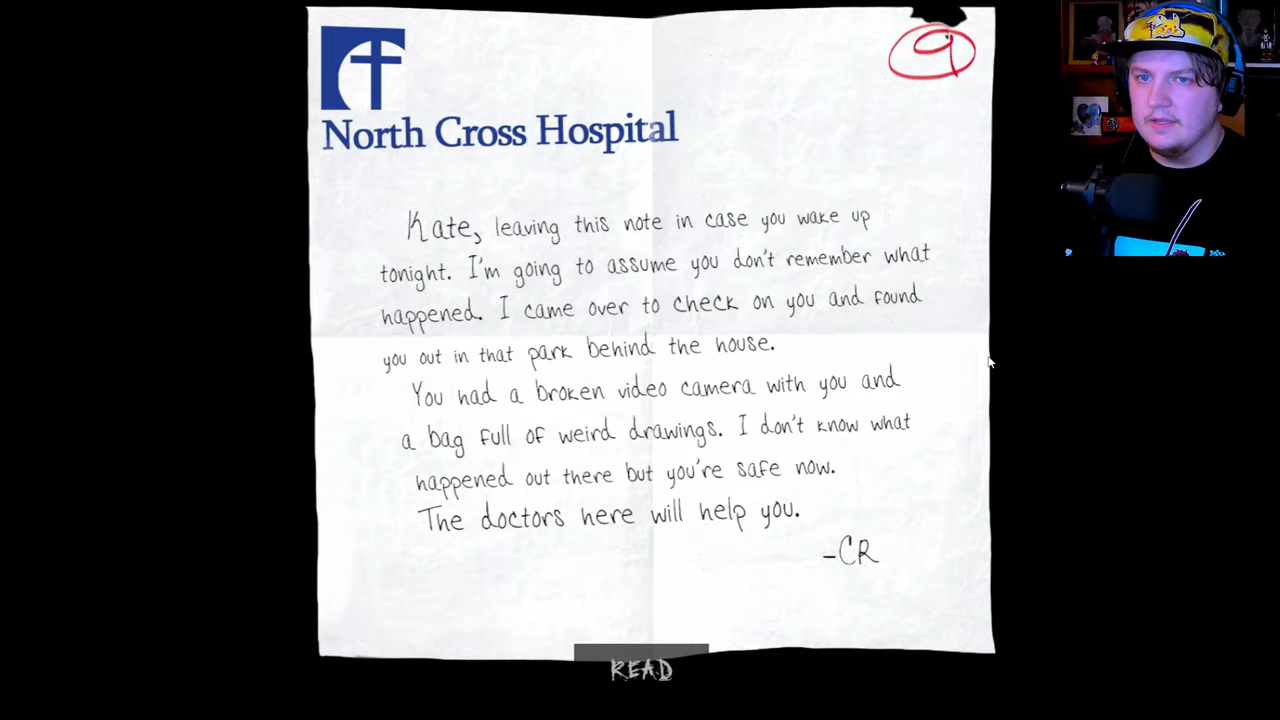 9
North Cross Hospital
Kate, leaving this note in case you wake up
tonight. I'm going to assume you don't remember what
happened. I came over to check on you and found
you out in that park behind the house.
You had a broken video camera with you and
a bag full of weird drawings. I don't know what
happened out there but you're safe now.
The doctors here will help you.
-CR
READ